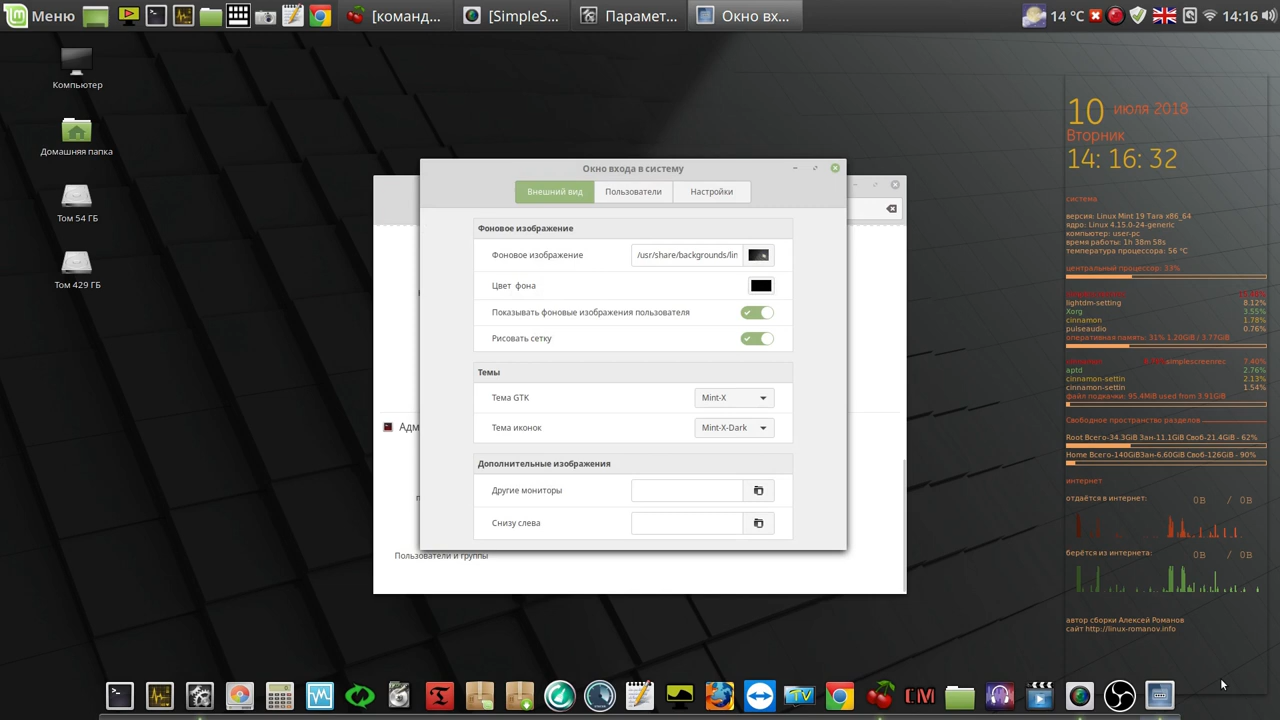 Меню
[команд...
[SimpleS...
Парамет...
Окно вх...
14 °C
14:16
Компьютер
Домашняя папка
Том 54 ГБ
Том 429 ГБ
Окно входа в систему
Внешний вид
Пользователи
Настройки
Фоновое изображение
Фоновое изображение
/usr/share/backgrounds/lin
Цвет фона
Показывать фоновые изображения пользователя
Рисовать сетку
Темы
Тема GTK
Mint-X
Тема иконок
Mint-X-Dark
Дополнительные изображения
Другие мониторы
Снизу слева
Адм
Пользователи и группы
10 июля 2018
Вторник
14: 16: 32
система
версия: Linux Mint 19 Tara x86_64
ядро: Linux 4.15.0-24-generic
компьютер: user-pc
время работы: 1h 38m 58s
температура процессора: 56 °C
центральный процессор: 33%
lightdm-setting 8.12%
Xorg 3.55%
cinnamon 1.78%
pulseaudio 0.76%
оперативная память: 31% 1.20GiB / 3.77GiB
simplescreenrec 7.40%
aptd 2.76%
cinnamon-settin 2.13%
cinnamon-settin 1.54%
файл подкачки: 95.4MiB used from 3.91GiB
Свободное пространство разделов
Root Всего-34.3GiB Зан-11.1GiB Своб-21.4GiB - 62%
Home Всего-140GiBЗан-6.60GiB Своб-126GiB - 90%
интернет
отдаётся в интернет: 0B / 0B
берётся из интернета: 0B / 0B
автор сборки Алексей Романов
сайт http://linux-romanov.info
TV
CM